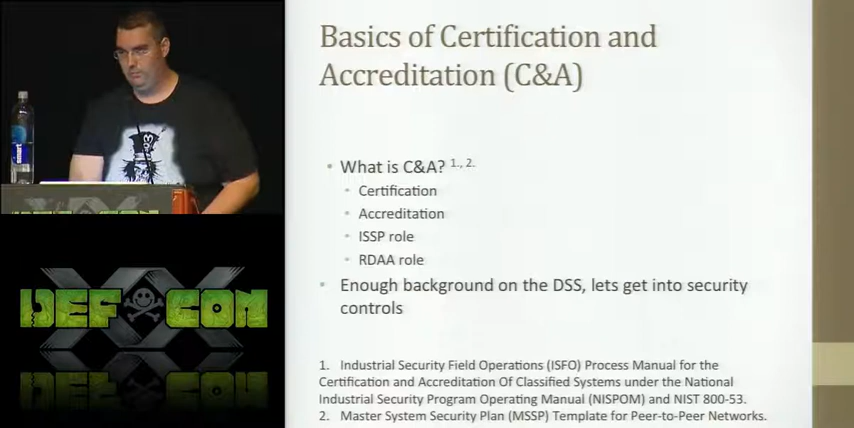 Basics of Certification and
Accreditation (C&A)
• What is C&A? 1., 2.
• Certification
• Accreditation
• ISSP role
• RDAA role
• Enough background on the DSS, lets get into security
controls
1. Industrial Security Field Operations (ISFO) Process Manual for the
Certification and Accreditation Of Classified Systems under the National
Industrial Security Program Operating Manual (NISPOM) and NIST 800-53.
2. Master System Security Plan (MSSP) Template for Peer-to-Peer Networks.
smart
DEF CON
XX